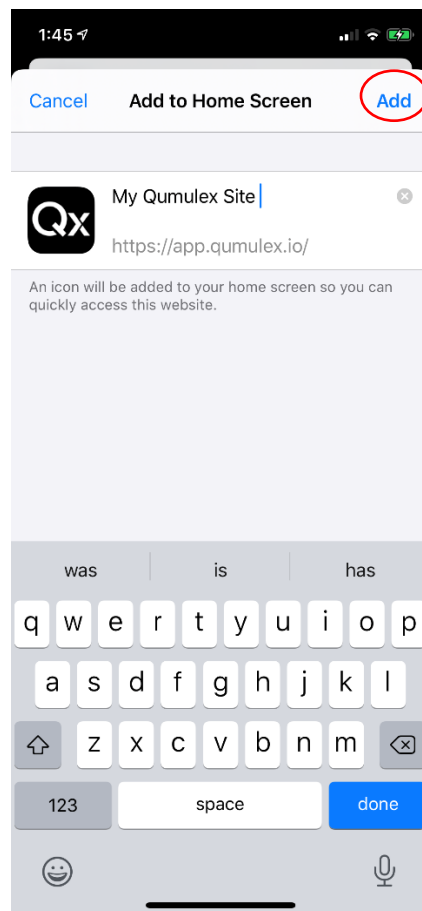 1:45
Cancel Add to Home Screen Add
My Qumulex Site
Qx
https://app.qumulex.io/
An icon will be added to your home screen so you can
quickly access this website.
was is has
q w e r t y u i o p
a s d f g h j k l
z x c v b n m
123 space done